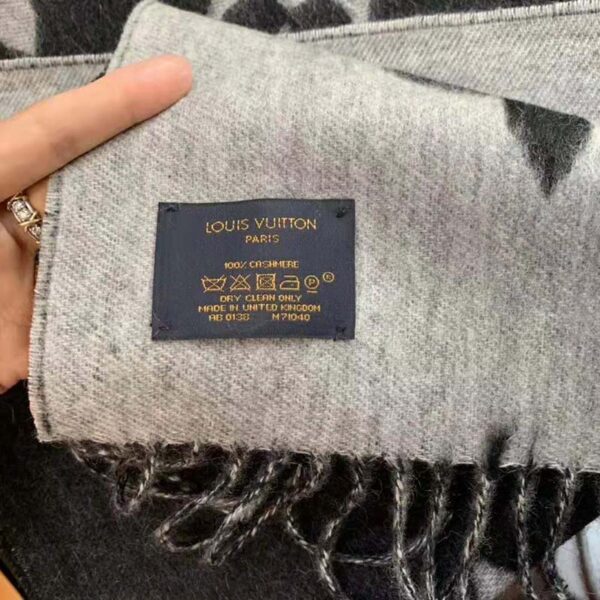 LOUIS VUITTON
PARIS
100% CASHMERE
P K
DRY CLEAN ONLY
MADE IN UNITED KINGDOM
AB 0138 M71040